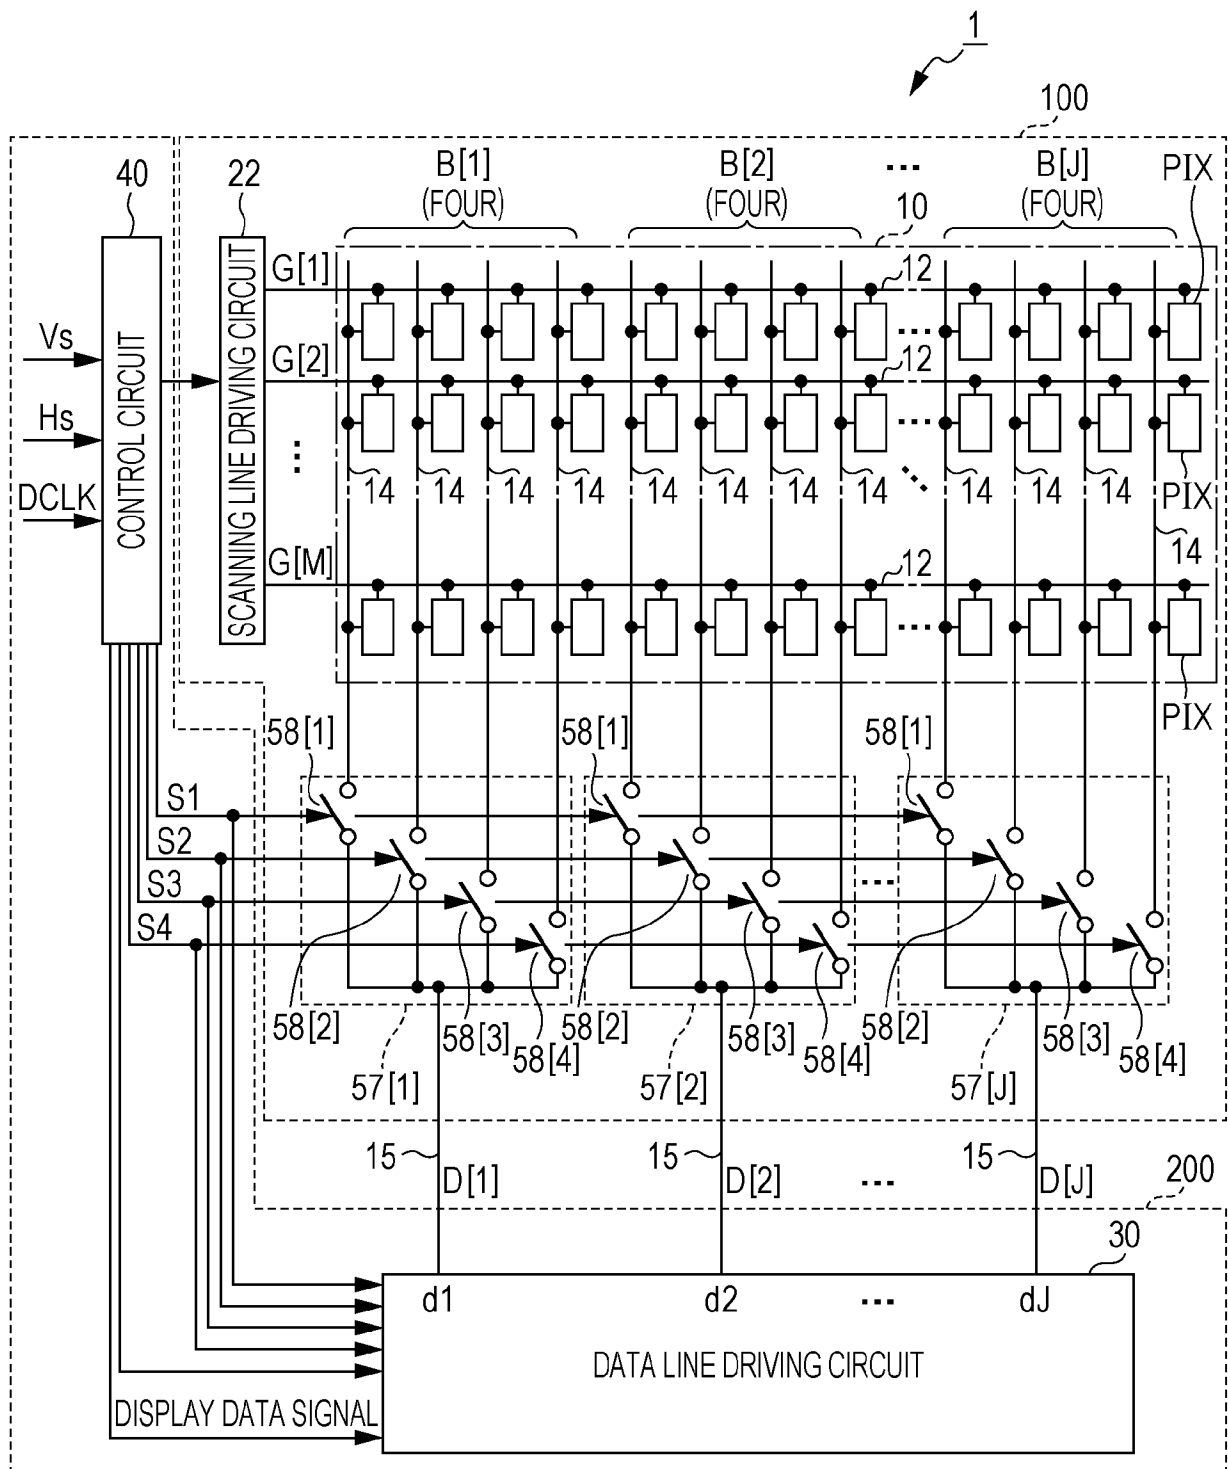 1
100
40
22
B[1]
(FOUR)
B[2]
(FOUR)
...
B[J]
(FOUR)
PIX
10
CONTROL CIRCUIT
SCANNING LINE DRIVING CIRCUIT
Vs
Hs
DCLK
G[1]
12
...
G[2]
12
...
PIX
14 14 14 14 14 14 14 14 14 14 14
14
G[M]
12
...
PIX
58[1] 58[1] 58[1]
S1
S2
S3
S4
...
58[2] 58[3] 58[4] 58[2] 58[3] 58[4] 58[2] 58[3] 58[4]
57[1] 57[2] 57[J]
15 15 15
D[1] D[2] ... D[J]
200
30
d1 d2 ... dJ
DATA LINE DRIVING CIRCUIT
DISPLAY DATA SIGNAL